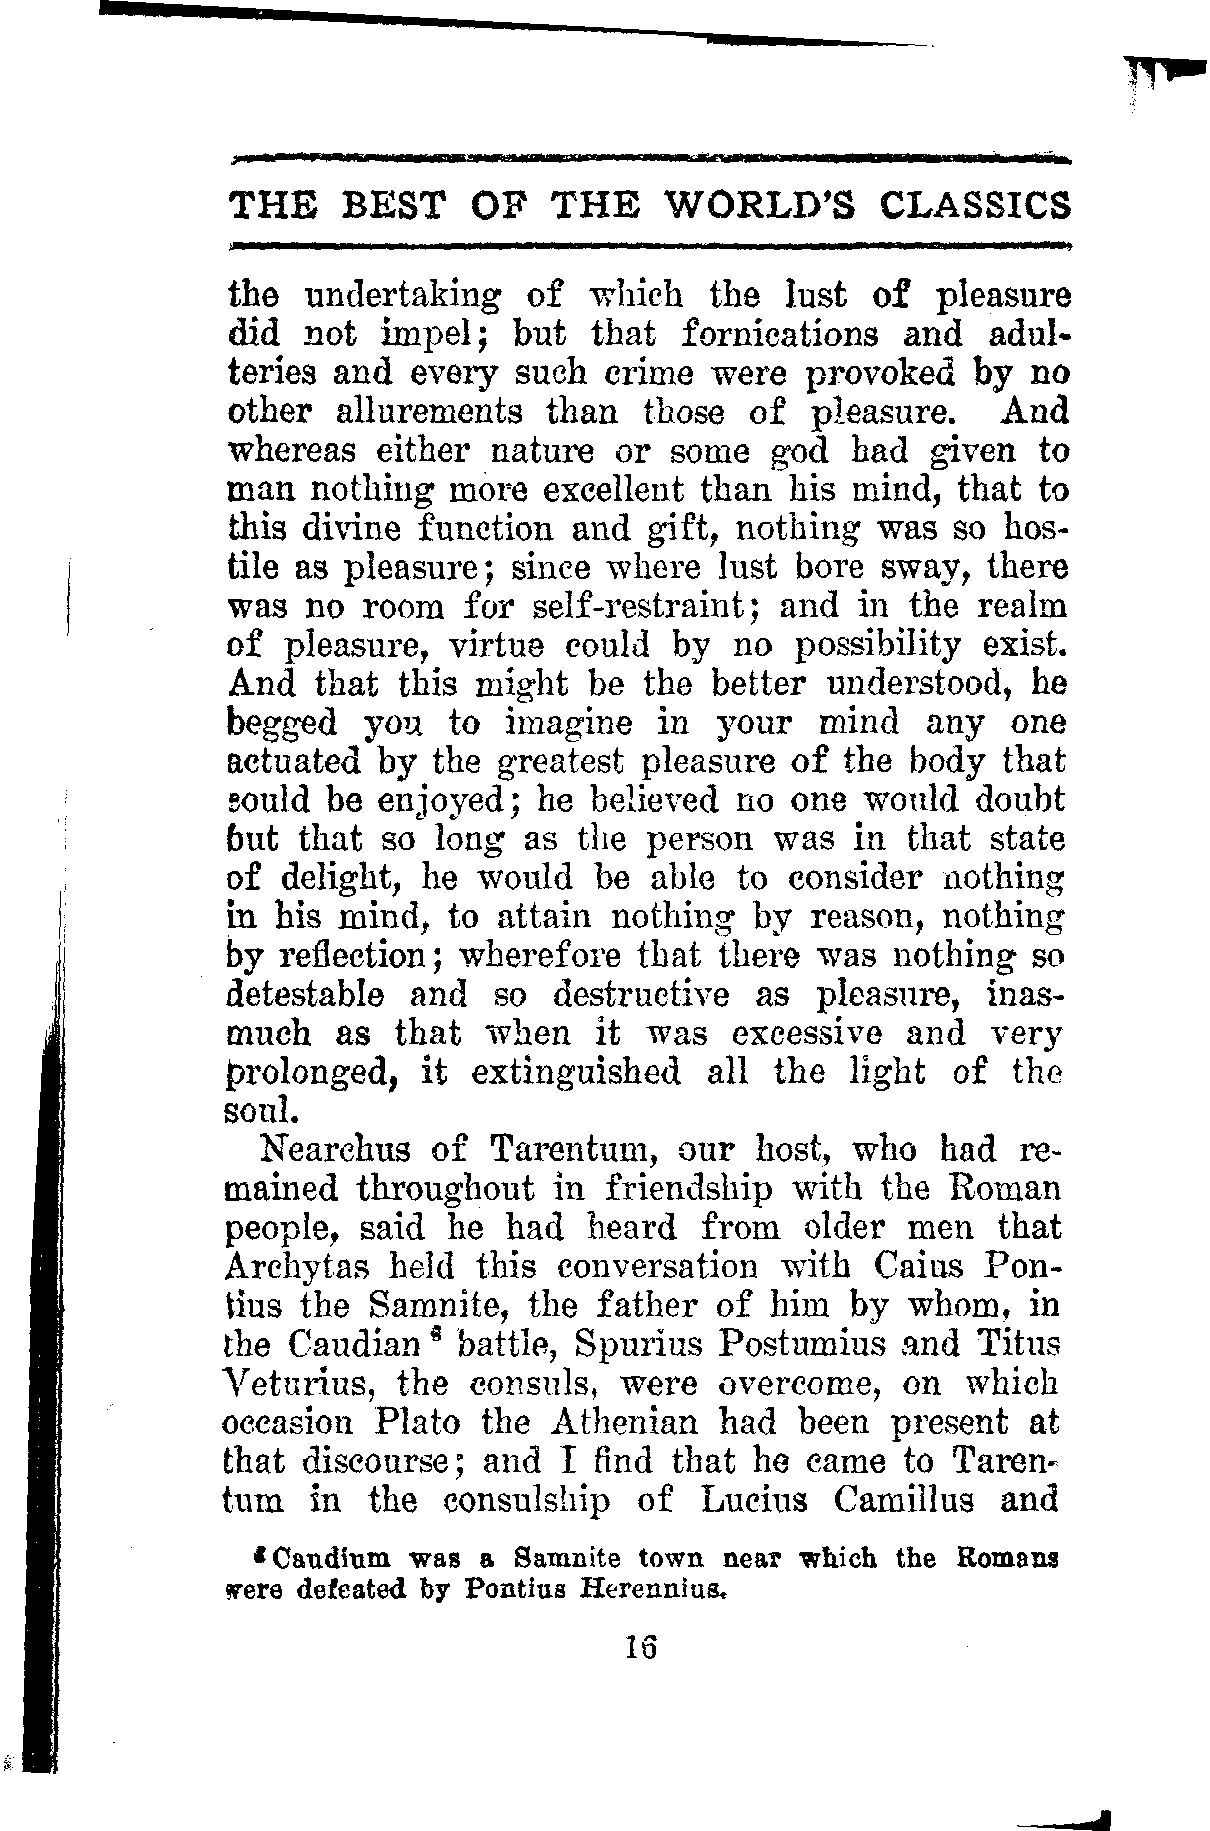 THE BEST OF THE WORLD'S CLASSICS
the undertaking of which the lust of pleasure
did not impel; but that fornications and adul-
teries and every such crime were provoked by no
other allurements than those of pleasure. And
whereas either nature or some god had given to
man nothing more excellent than his mind, that to
this divine function and gift, nothing was so hos-
tile as pleasure; since where lust bore sway, there
was no room for self-restraint; and in the realm
of pleasure, virtue could by no possibility exist.
And that this might be the better understood, he
begged you to imagine in your mind any one
actuated by the greatest pleasure of the body that
could be enjoyed; he believed no one would doubt
but that so long as the person was in that state
of delight, he would be able to consider nothing
in his mind, to attain nothing by reason, nothing
by reflection; wherefore that there was nothing so
detestable and so destructive as pleasure, inas-
much as that when it was excessive and very
prolonged, it extinguished all the light of the
soul.
Nearchus of Tarentum, our host, who had re-
mained throughout in friendship with the Roman
people, said he had heard from older men that
Archytas held this conversation with Caius Pon-
tius the Samnite, the father of him by whom, in
the Caudian⁶ battle, Spurius Postumius and Titus
Veturius, the consuls, were overcome, on which
occasion Plato the Athenian had been present at
that discourse; and I find that he came to Taren-
tum in the consulship of Lucius Camillus and
⁶ Caudium was a Samnite town near which the Romans
were defeated by Pontius Herennius.
16